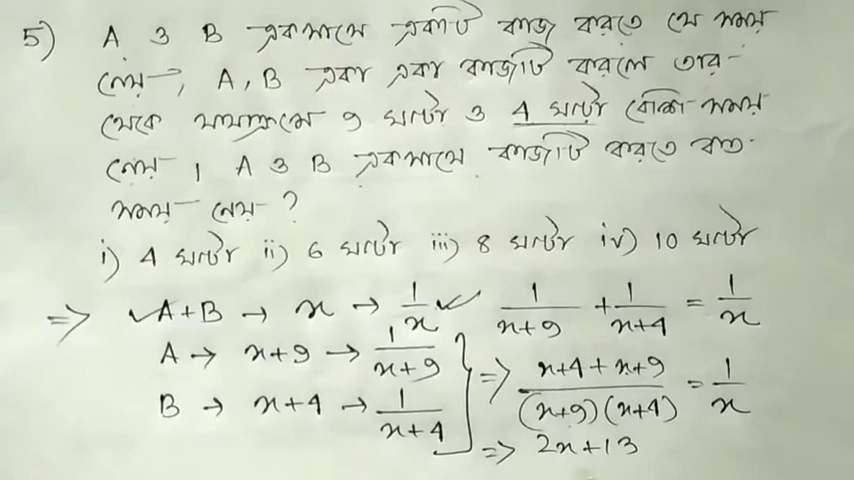 5) A ও B একসাথে একটি কাজ করতে যে সময়
নেয়, A, B একা একা কাজটি করলে তার
থেকে যথাক্রমে 9 ঘন্টা ও 4 ঘন্টা বেশি সময়
নেয় । A ও B একসাথে কাজটি করতে কত
সময় নেয় ?
i) 4 ঘন্টা ii) 6 ঘন্টা iii) 8 ঘন্টা iv) 10 ঘন্টা
=> ✓A+B → x → 1/x ✓ 1/(x+9) + 1/(x+4) = 1/x
A → x+9 → 1/(x+9) => (x+4+x+9)/((x+9)(x+4)) = 1/x
B → x+4 → 1/(x+4)
=> 2x+13